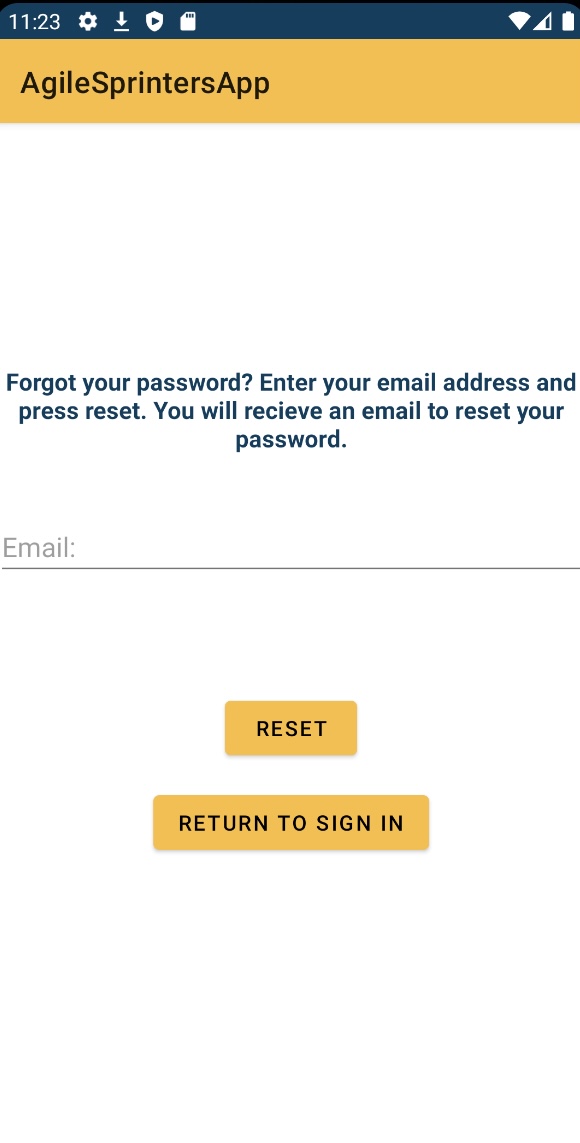 11:23
AgileSprintersApp
Forgot your password? Enter your email address and
press reset. You will recieve an email to reset your
password.
Email:
RESET
RETURN TO SIGN IN